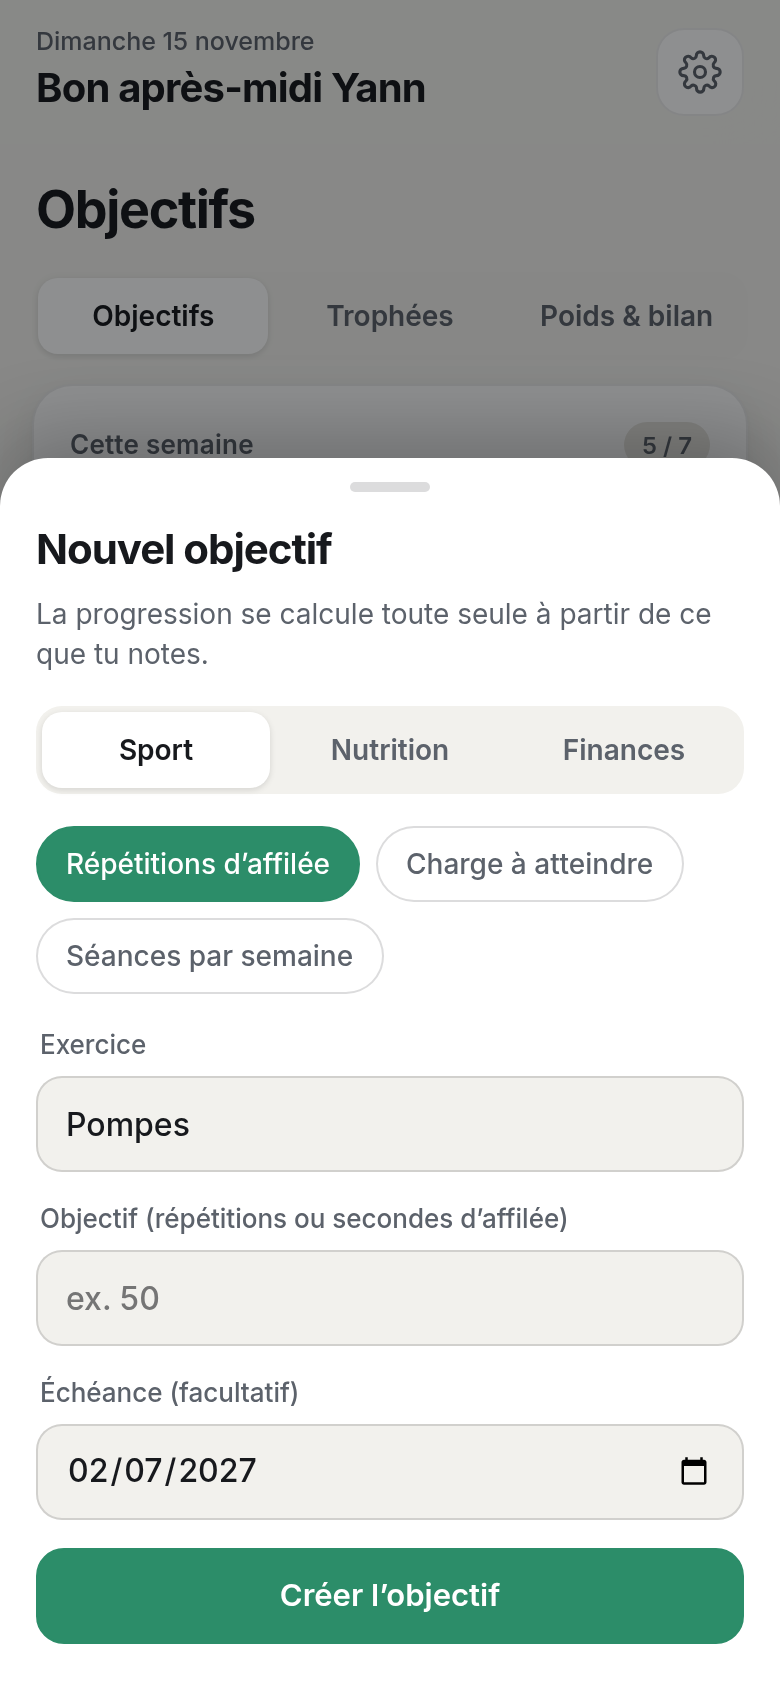 Dimanche 15 novembre
Bon après-midi Yann
Objectifs
Objectifs Trophées Poids & bilan
Cette semaine 5 / 7
Nouvel objectif
La progression se calcule toute seule à partir de ce
que tu notes.
Sport Nutrition Finances
Répétitions d’affilée Charge à atteindre
Séances par semaine
Exercice
Pompes
Objectif (répétitions ou secondes d’affilée)
ex. 50
Échéance (facultatif)
02/07/2027
Créer l’objectif